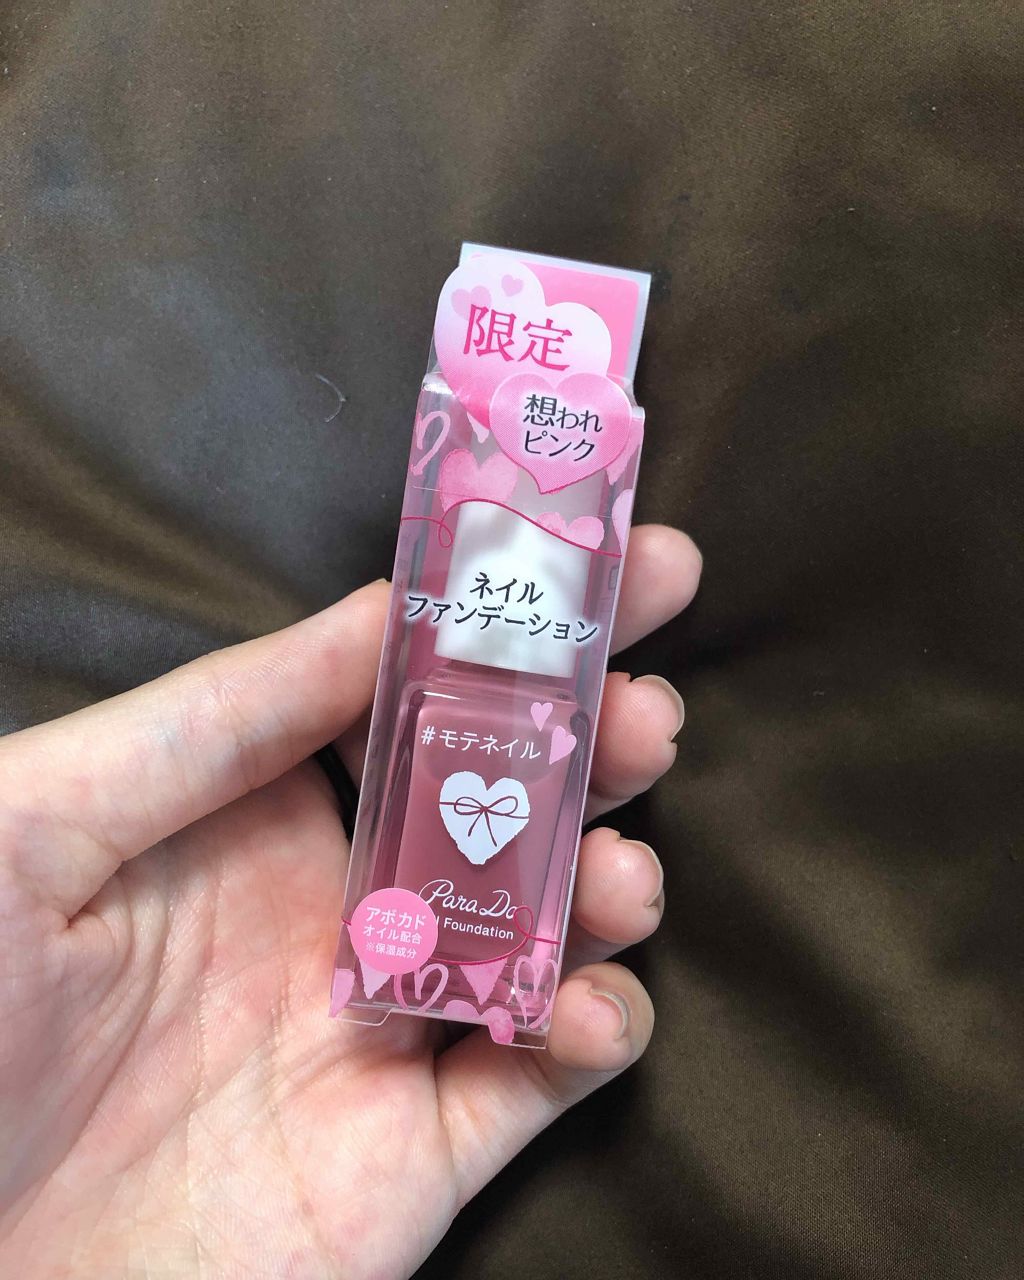 限定
想われ
ピンク
ネイル
ファンデーション
#モテネイル
Para Do
Foundation
アボカド
オイル配合
※保湿成分